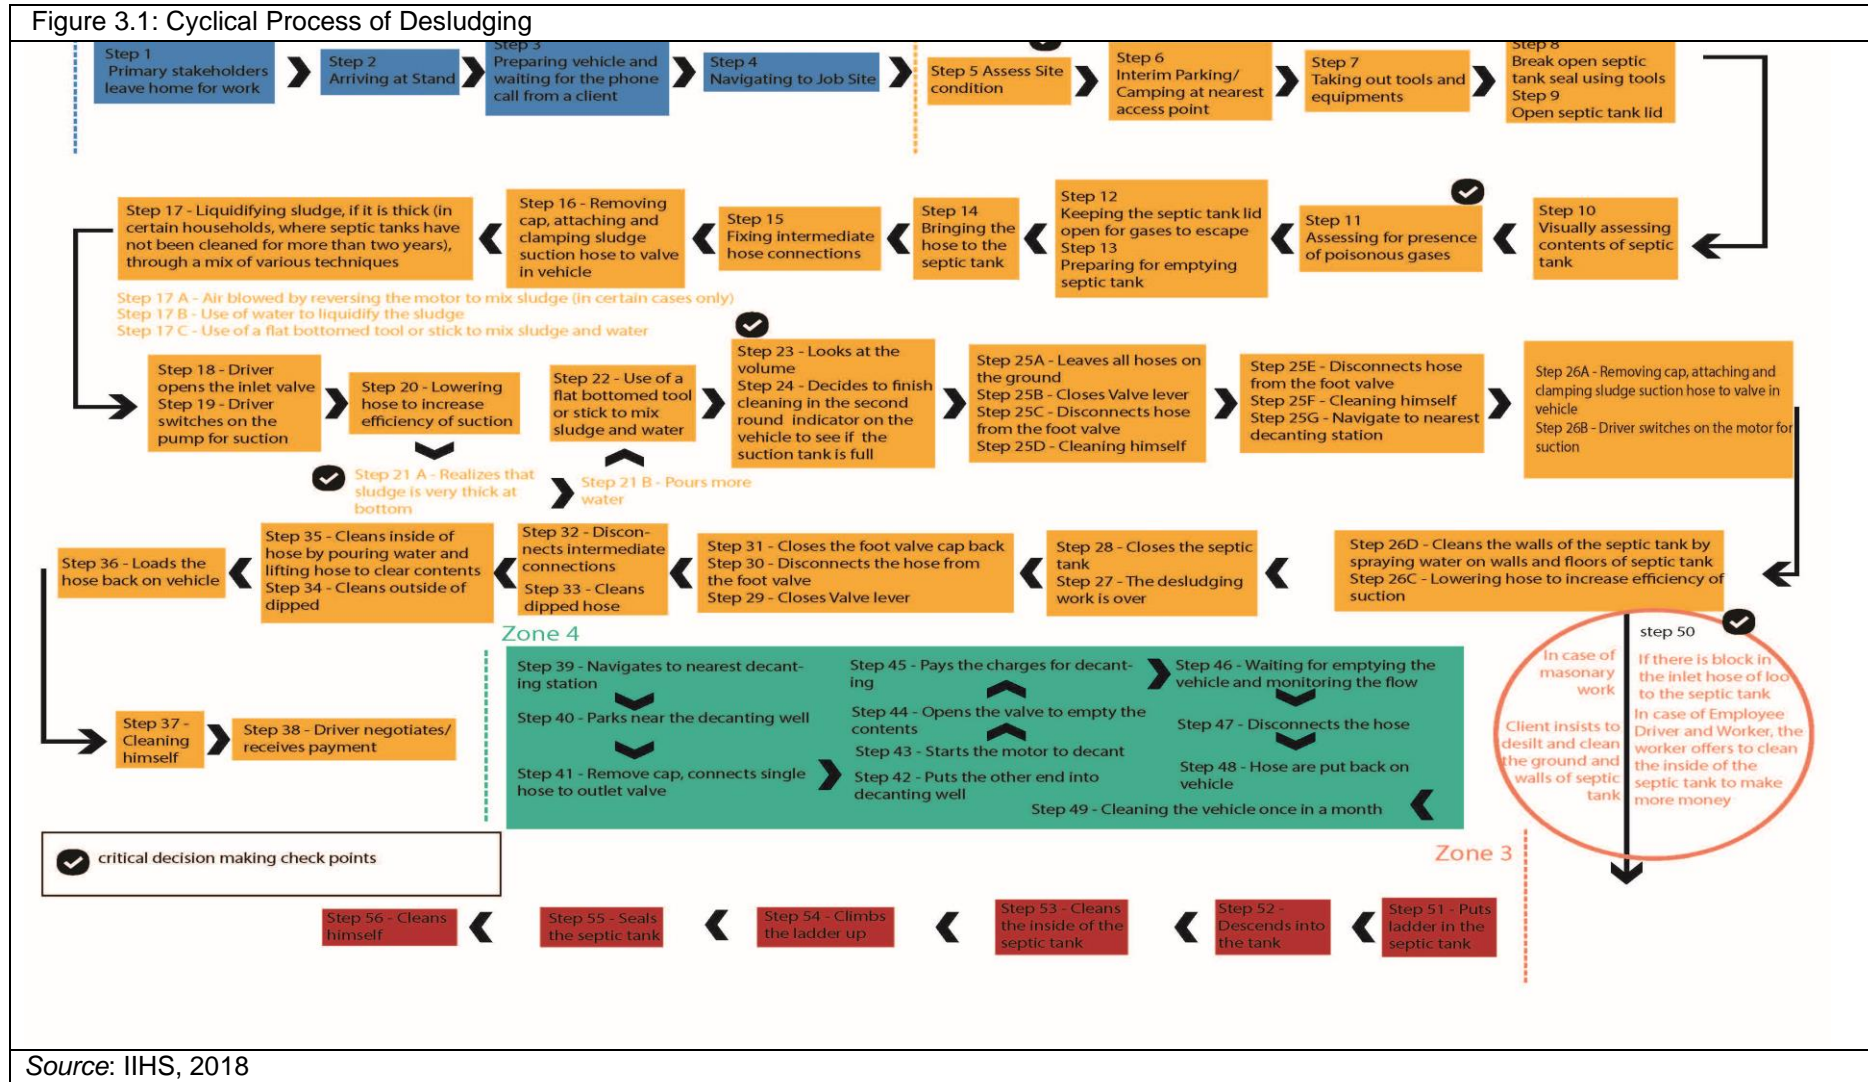 Figure 3.1: Cyclical Process of Desludging
Step 1
Primary stakeholders
leave home for work
Step 2
Arriving at Stand
Step 3
Preparing vehicle and
waiting for the phone
call from a client
Step 4
Navigating to Job Site
Step 5 Assess Site
condition
Step 6
Interim Parking/
Camping at nearest
access point
Step 7
Taking out tools and
equipments
Step 8
Break open septic
tank seal using tools
Step 9
Open septic tank lid
Step 10
Visually assessing
contents of septic
tank
Step 11
Assessing for presence
of poisonous gases
Step 12
Keeping the septic tank lid
open for gases to escape
Step 13
Preparing for emptying
septic tank
Step 14
Bringing the
hose to the
septic tank
Step 15
Fixing intermediate
hose connections
Step 16 - Removing
cap, attaching and
clamping sludge
suction hose to valve
in vehicle
Step 17 - Liquidifying sludge, if it is thick (in
certain households, where septic tanks have
not been cleaned for more than two years),
through a mix of various techniques
Step 17 A - Air blowed by reversing the motor to mix sludge (in certain cases only)
Step 17 B - Use of water to liquidify the sludge
Step 17 C - Use of a flat bottomed tool or stick to mix sludge and water
Step 18 - Driver
opens the inlet valve
Step 19 - Driver
switches on the
pump for suction
Step 20 - Lowering
hose to increase
efficiency of suction
Step 21 A - Realizes that
sludge is very thick at
bottom
Step 21 B - Pours more
water
Step 22 - Use of a
flat bottomed tool
or stick to mix
sludge and water
Step 23 - Looks at the
volume
Step 24 - Decides to finish
cleaning in the second
round indicator on the
vehicle to see if the
suction tank is full
Step 25A - Leaves all hoses on
the ground
Step 25B - Closes Valve lever
Step 25C - Disconnects hose
from the foot valve
Step 25D - Cleaning himself
Step 25E - Disconnects hose
from the foot valve
Step 25F - Cleaning himself
Step 25G - Navigate to nearest
decanting station
Step 26A - Removing cap, attaching and
clamping sludge suction hose to valve in
vehicle
Step 26B - Driver switches on the motor for
suction
Step 26D - Cleans the walls of the septic tank by
spraying water on walls and floors of septic tank
Step 26C - Lowering hose to increase efficiency of
suction
Step 28 - Closes the septic
tank
Step 27 - The desludging
work is over
Step 31 - Closes the foot valve cap back
Step 30 - Disconnects the hose from
the foot valve
Step 29 - Closes Valve lever
Step 32 - Discon-
nects intermediate
connections
Step 33 - Cleans
dipped hose
Step 35 - Cleans inside of
hose by pouring water and
lifting hose to clear contents
Step 34 - Cleans outside of
dipped
Step 36 - Loads the
hose back on vehicle
Step 37 -
Cleaning
himself
Step 38 - Driver negotiates/
receives payment
Zone 4
Step 39 - Navigates to nearest decant-
ing station
Step 40 - Parks near the decanting well
Step 41 - Remove cap, connects single
hose to outlet valve
Step 45 - Pays the charges for decant-
ing
Step 44 - Opens the valve to empty the
contents
Step 43 - Starts the motor to decant
Step 42 - Puts the other end into
decanting well
Step 46 - Waiting for emptying the
vehicle and monitoring the flow
Step 47 - Disconnects the hose
Step 48 - Hose are put back on
vehicle
Step 49 - Cleaning the vehicle once in a month
step 50
In case of
masonary
work
Client insists to
desilt and clean
the ground and
walls of septic
tank
If there is block in
the inlet hose of loo
to the septic tank
In case of Employee
Driver and Worker, the
worker offers to clean
the inside of the
septic tank to make
more money
critical decision making check points
Zone 3
Step 56 - Cleans
himself
Step 55 - Seals
the septic tank
Step 54 - Climbs
the ladder up
Step 53 - Cleans
the inside of the
septic tank
Step 52 -
Descends into
the tank
Step 51 - Puts
ladder in the
septic tank
Source: IIHS, 2018